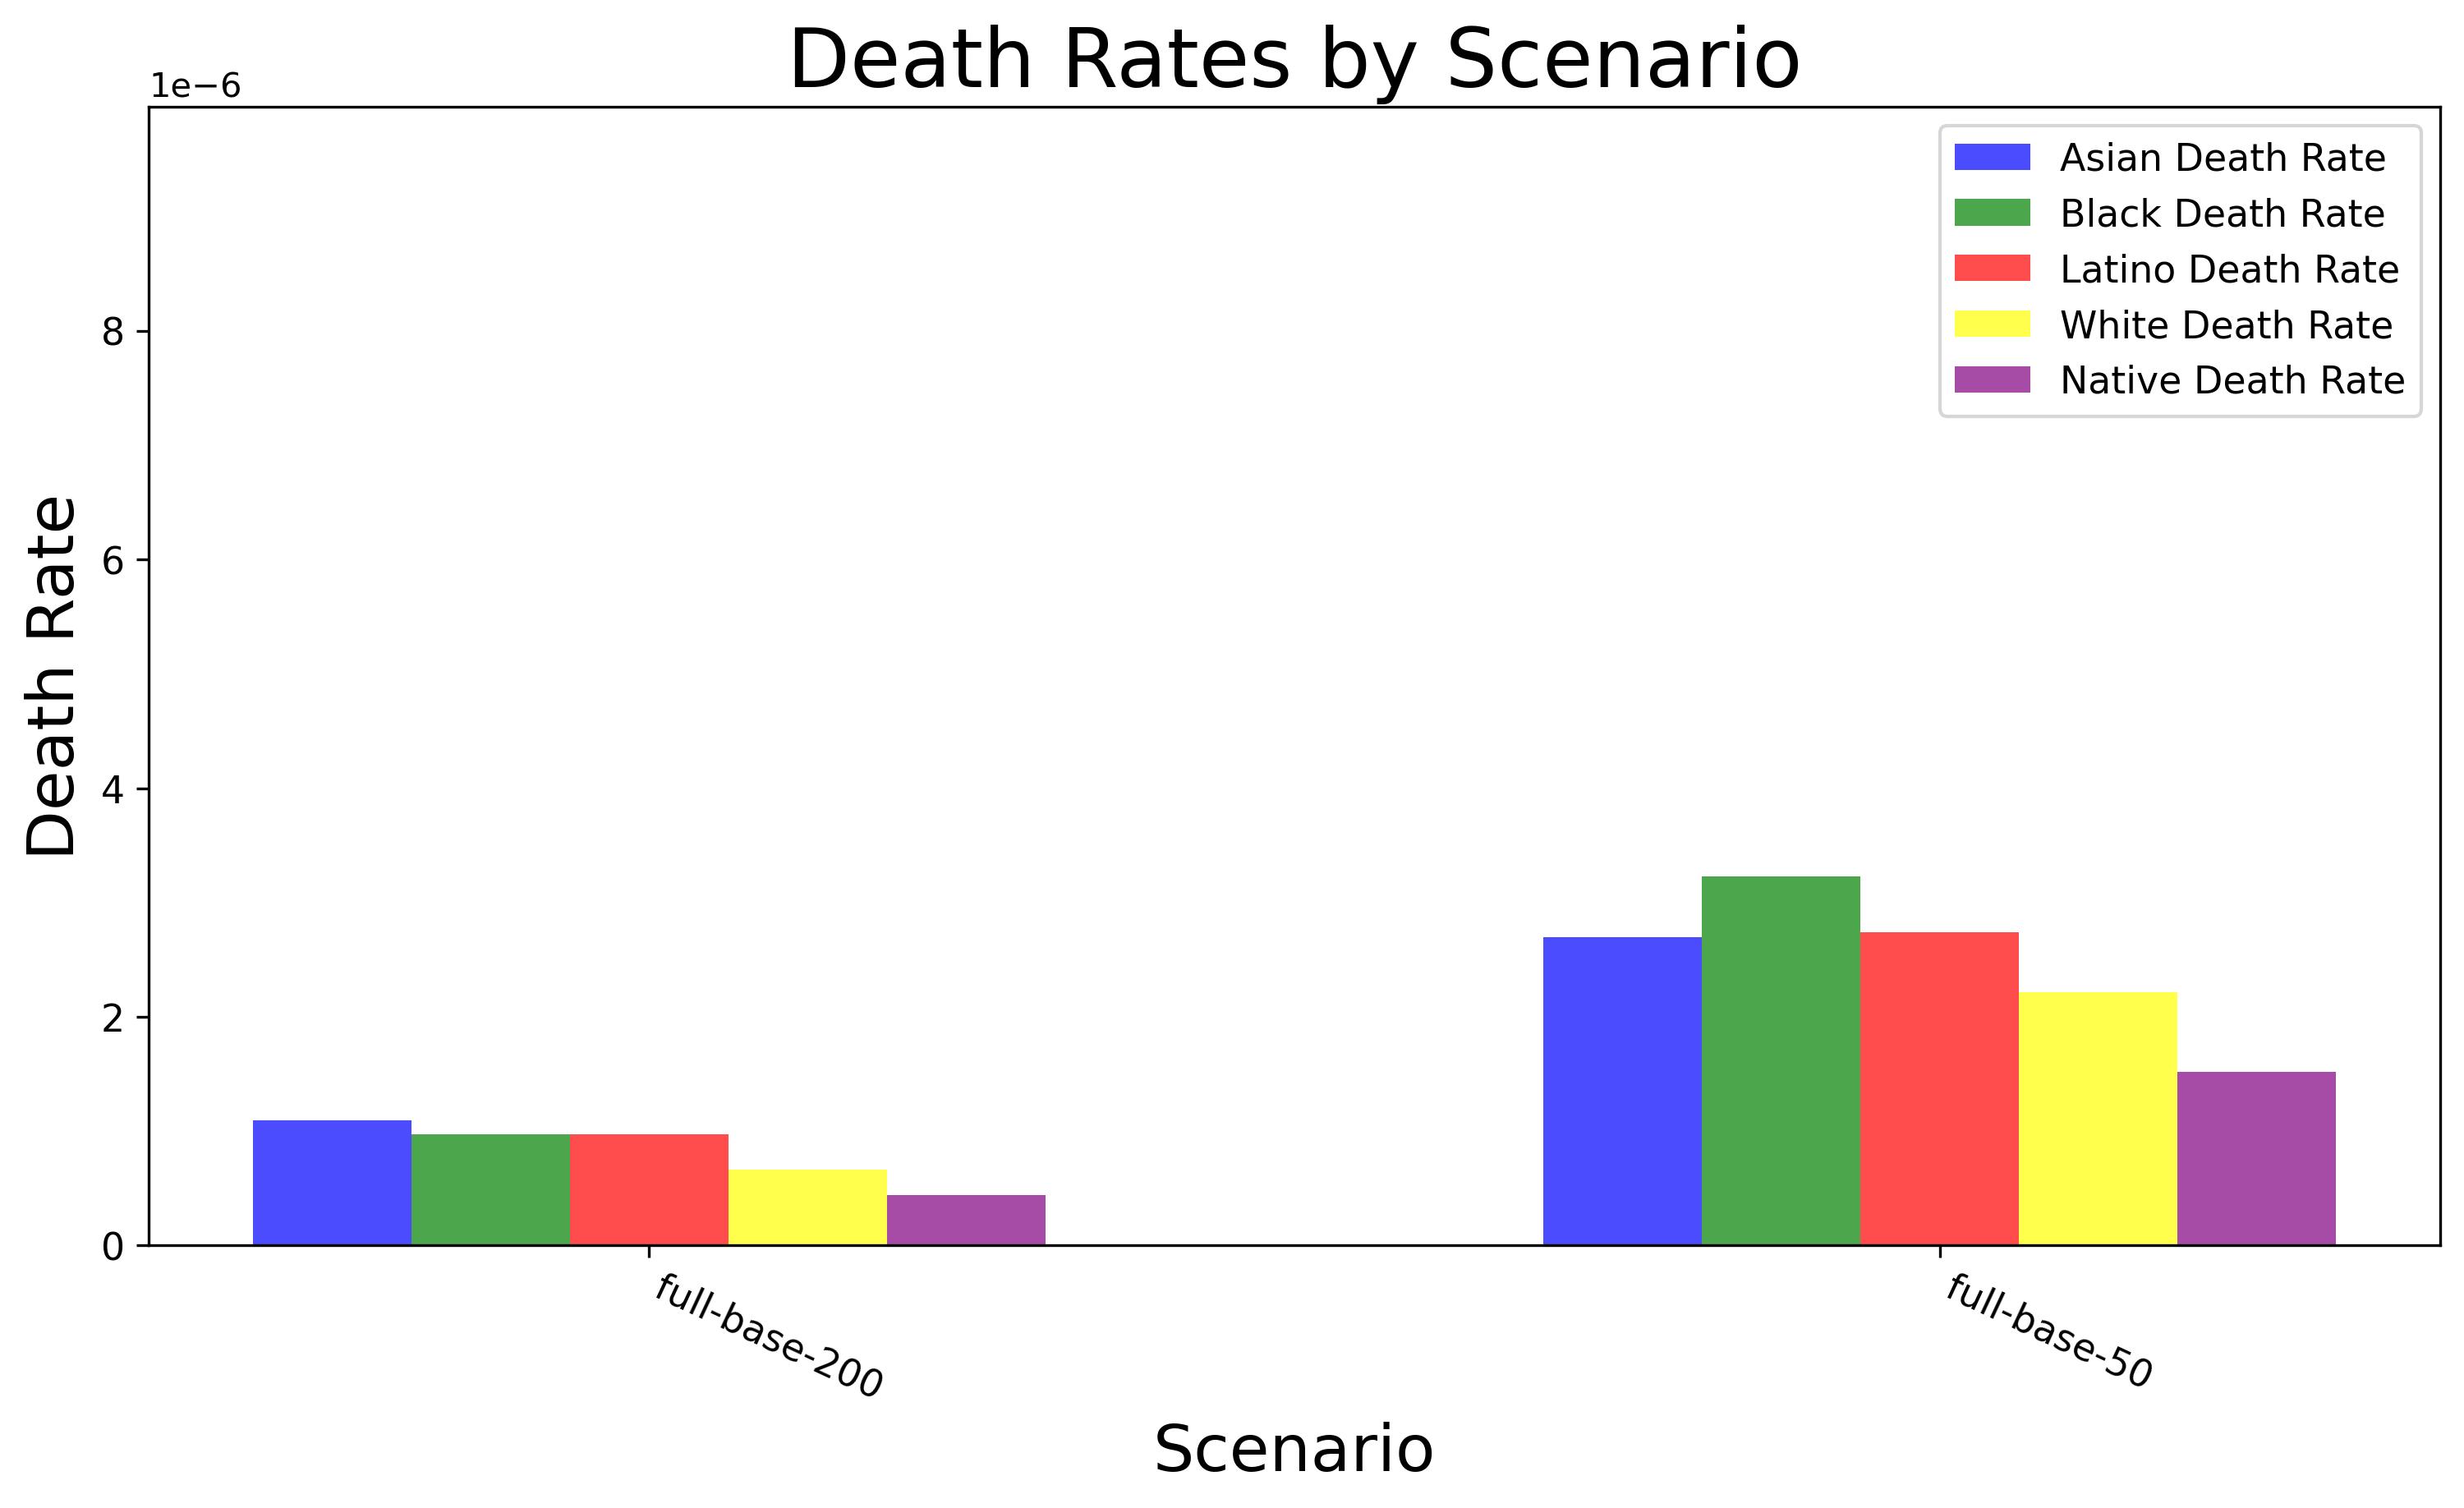 Death Rates by Scenario
1e−6
Asian Death Rate
Black Death Rate
Latino Death Rate
White Death Rate
Native Death Rate
Death Rate
8
6
4
2
0
full-base-200
full-base-50
Scenario